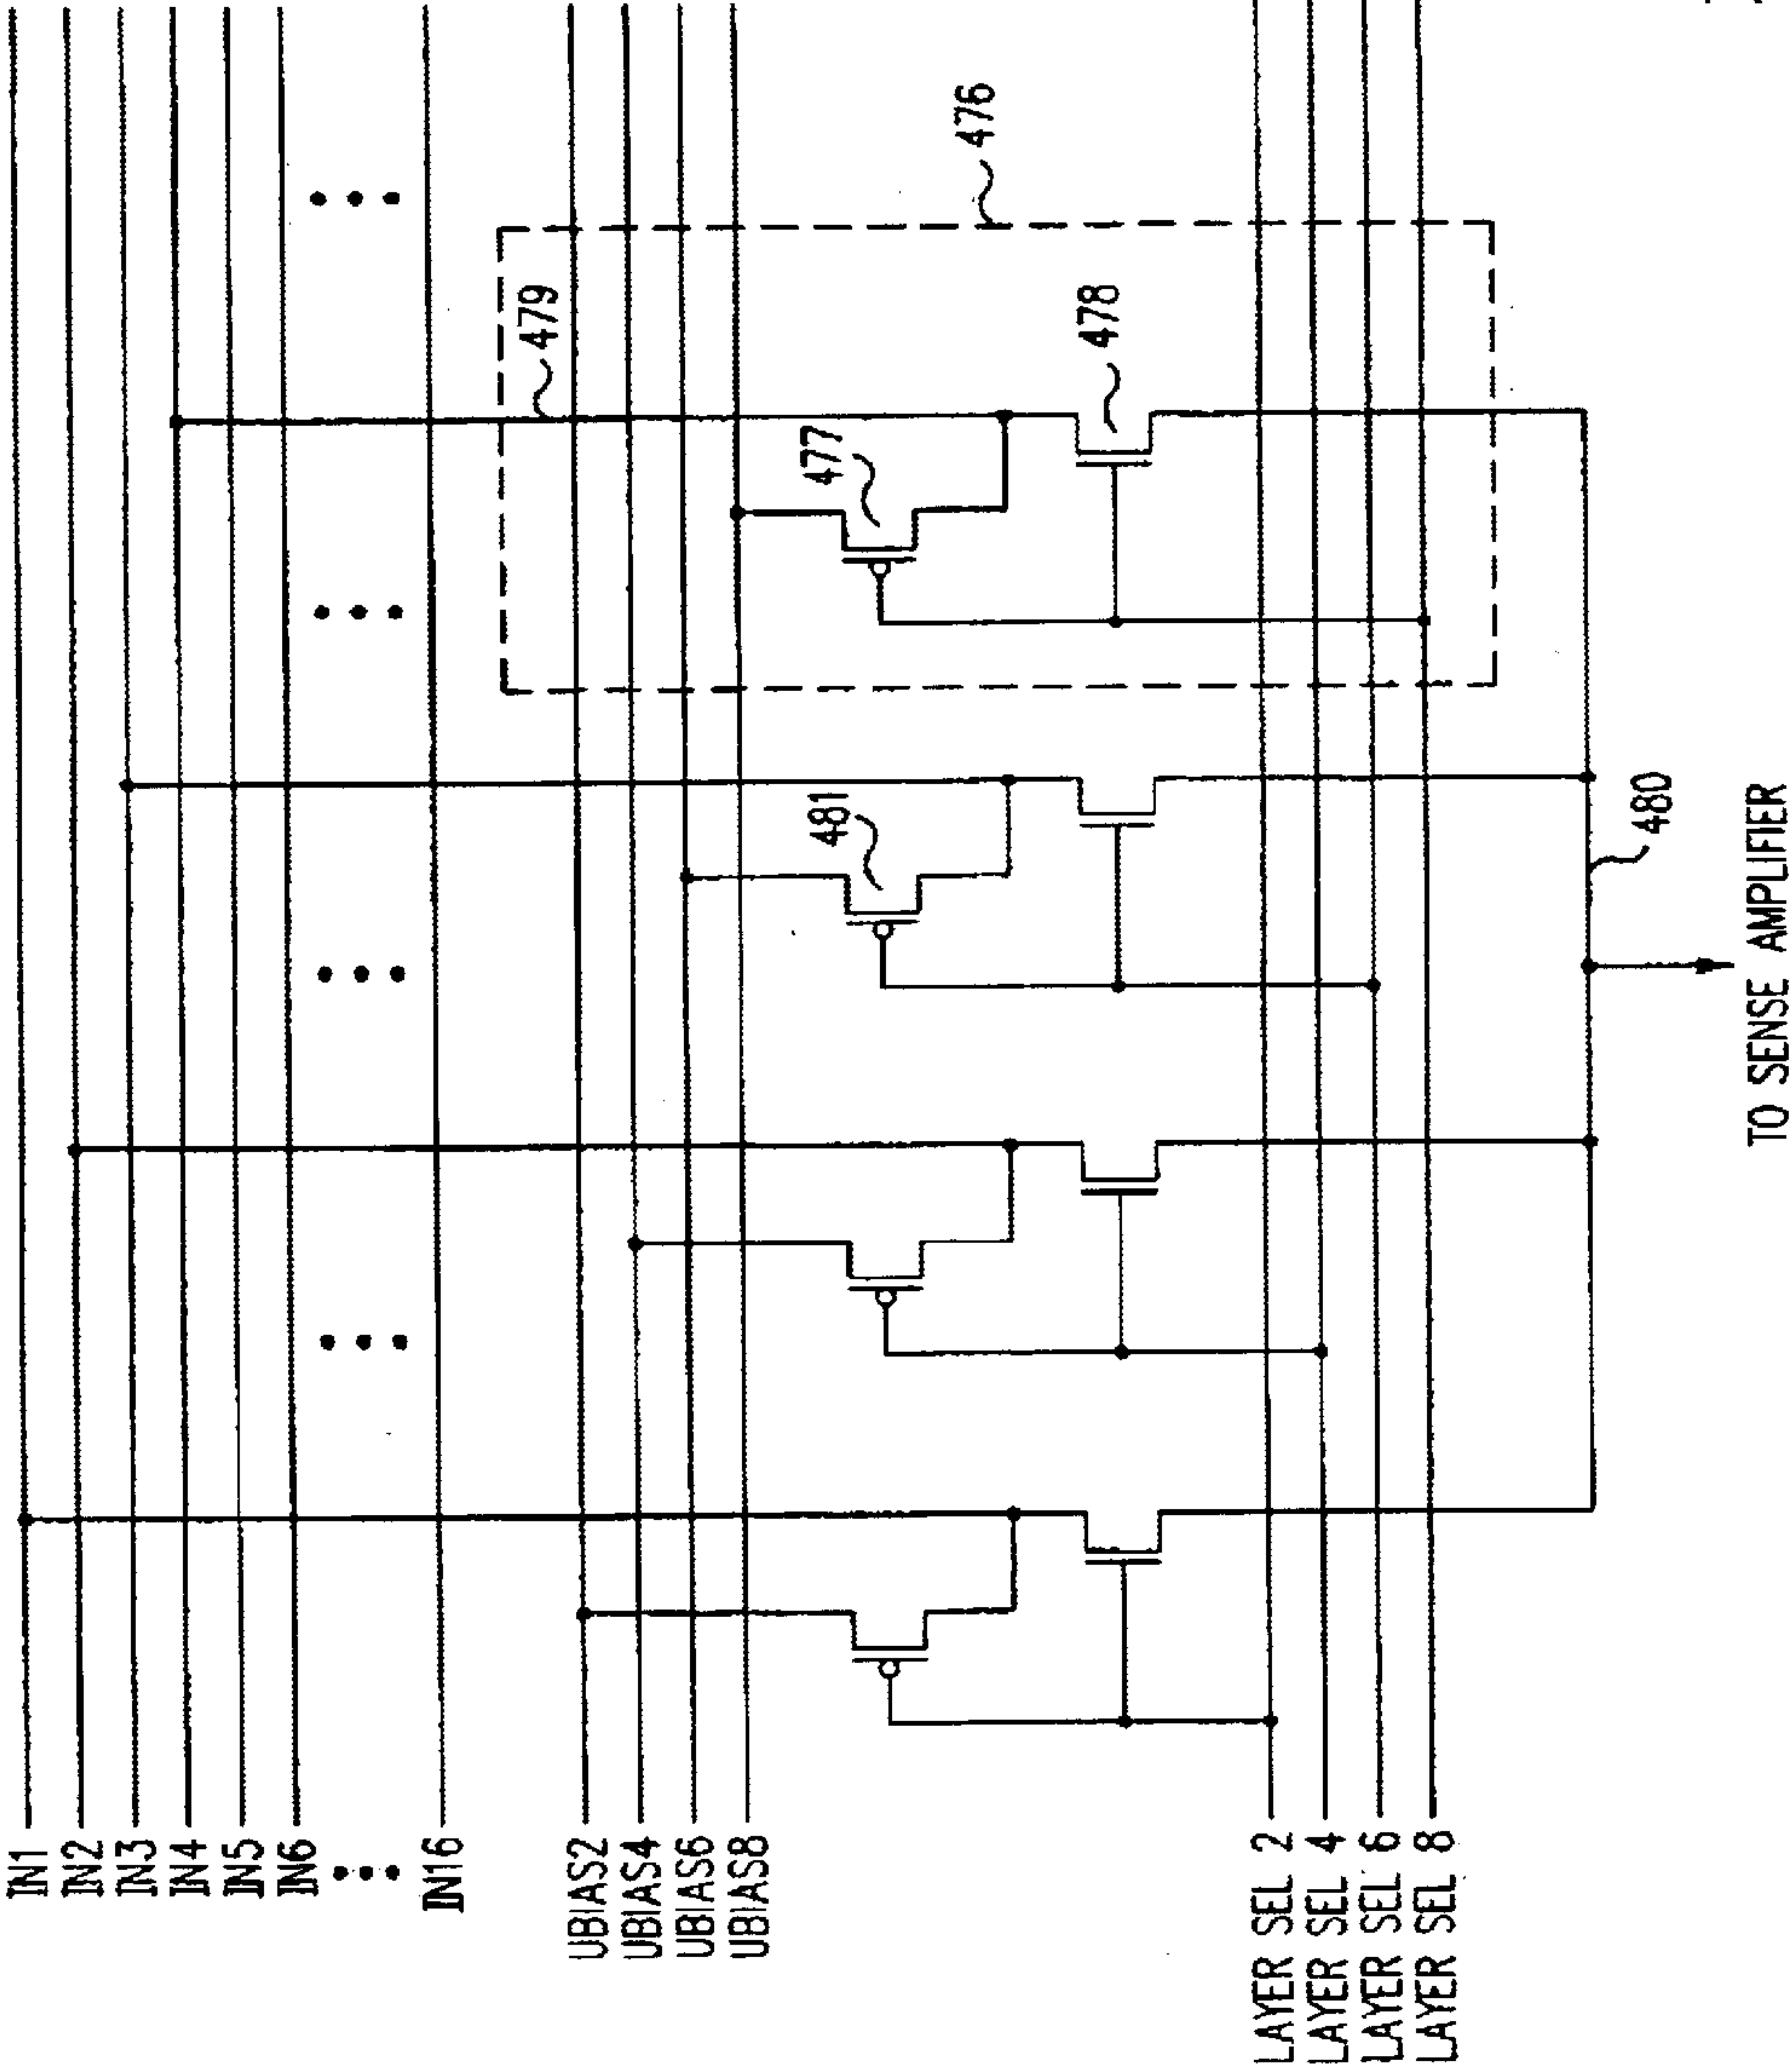 IN1
IN2
IN3
IN4
IN5
IN6
IN16
UBIAS2
UBIAS4
UBIAS6
UBIAS8
LAYER SEL 2
LAYER SEL 4
LAYER SEL 6
LAYER SEL 8
481
477
479
478
476
480
TO SENSE AMPLIFIER